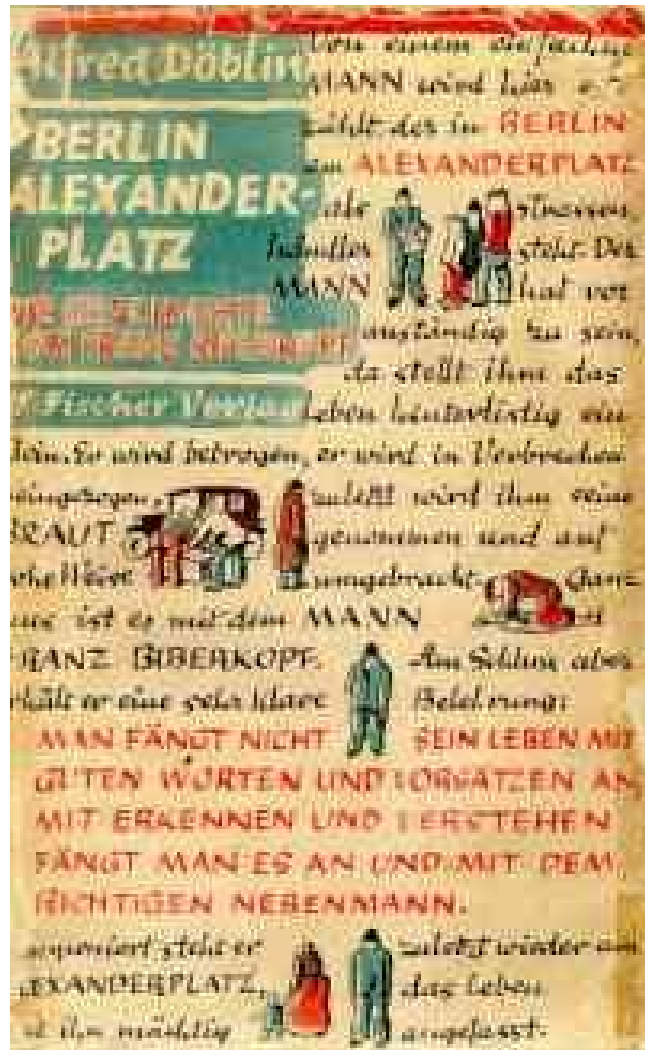 Alfred Döblin
BERLIN
ALEXANDER-
PLATZ
S. Fischer Verlag
Von einem einfachen
MANN wird hier er-
zählt, der in BERLIN
am ALEXANDERPLATZ
als strassen
händler steht. Der
MANN hat vor
anständig zu sein,
da stellt ihm das
Leben hinterlistig ein
Bein. Er wird betrogen, er wird in Verbrechen
eingezogen, zuletzt wird ihm seine
BRAUT genommen und auf
rohe Weise umgebracht. Ganz
aus ist es mit dem MANN
FRANZ BIBERKOPF. Am Schluss aber
erhält er eine sehr klare Belehrung:
MAN FÄNGT NICHT SEIN LEBEN MIT
GUTEN WORTEN UND VORSÄTZEN AN,
MIT ERKENNEN UND VERSTEHEN
FÄNGT MAN ES AN UND MIT DEM
RICHTIGEN NEBENMANN.
steht er zuletzt wieder am
ALEXANDERPLATZ, das Leben
hat ihn mächtig angefasst.